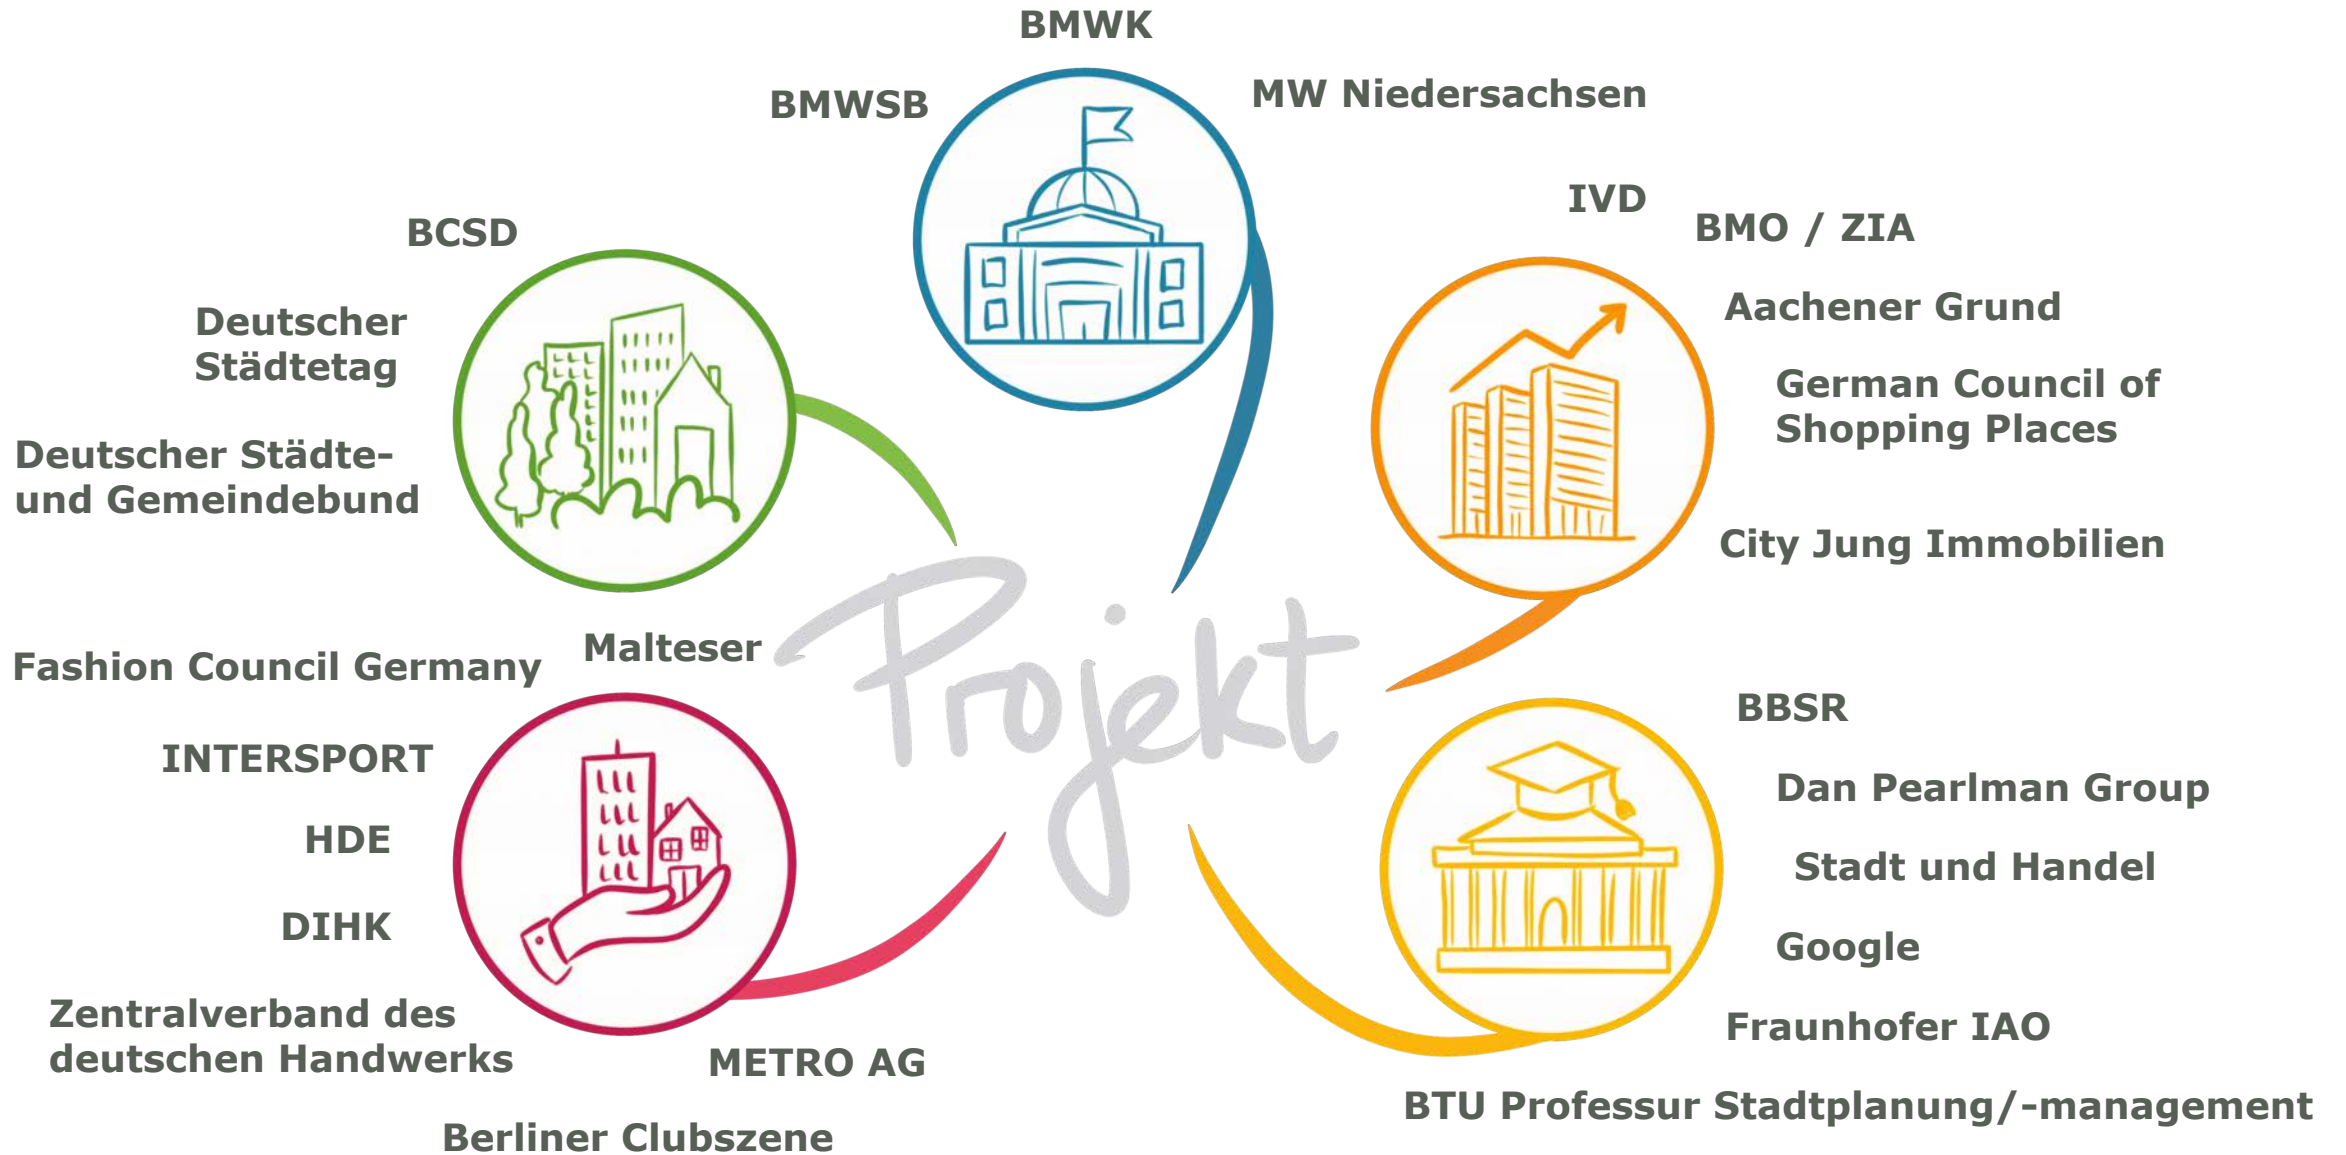 BMWK
BMWSB
MW Niedersachsen
IVD
BMO / ZIA
Aachener Grund
German Council of
Shopping Places
City Jung Immobilien
BCSD
Deutscher
Städtetag
Deutscher Städte-
und Gemeindebund
Projekt
Malteser
Fashion Council Germany
INTERSPORT
HDE
DIHK
Zentralverband des
deutschen Handwerks
METRO AG
Berliner Clubszene
BBSR
Dan Pearlman Group
Stadt und Handel
Google
Fraunhofer IAO
BTU Professur Stadtplanung/-management